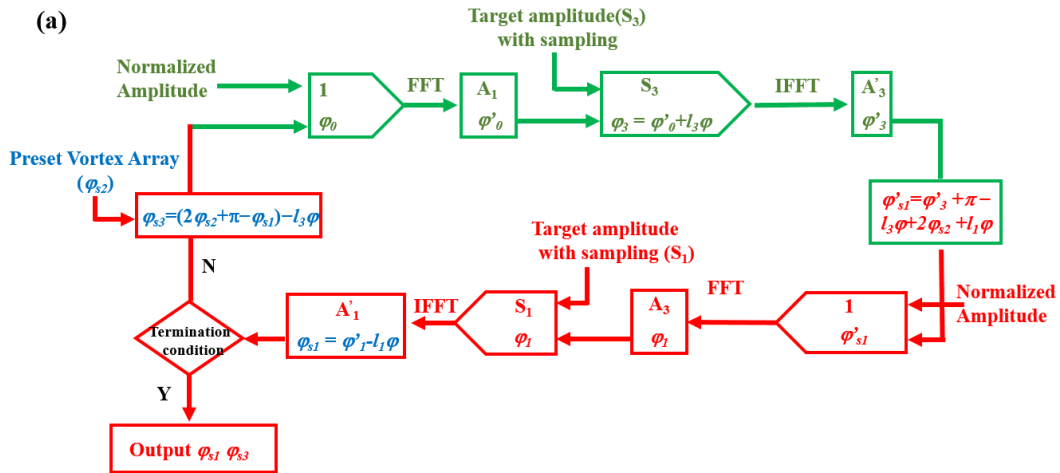 (a)
Target amplitude(S₃)
with sampling
Normalized
Amplitude
1
φ₀
FFT
A₁
φ'₀
S₃
φ₃ = φ'₀+l₃φ
IFFT
A'₃
φ'₃
Preset Vortex Array
(φs2)
φs3=(2φs2+π−φs1)−l₃φ
φ's1=φ'₃+π−
l₃φ+2φs2+l₁φ
N
Target amplitude
with sampling (S₁)
Normalized
Amplitude
1
φ's1
FFT
A₃
φ₁
S₁
φ₁
IFFT
A'₁
φs1 = φ'₁-l₁φ
Termination
condition
Y
Output φs1 φs3